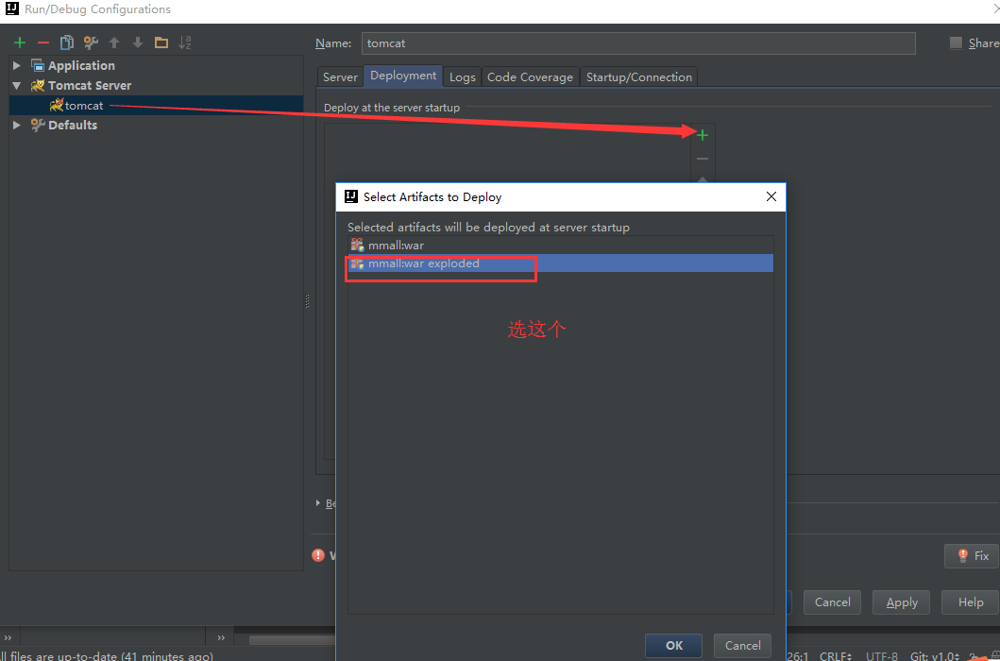 Run/Debug Configurations
Name: tomcat
Share
Application
Tomcat Server
tomcat
Defaults
Server
Deployment
Logs
Code Coverage
Startup/Connection
Deploy at the server startup
Select Artifacts to Deploy
Selected artifacts will be deployed at server startup
mmall:war
mmall:war exploded
选这个
Fix
Cancel
Apply
Help
OK
Cancel
ll files are up-to-date (41 minutes ago)
26:1 CRLF UTF-8 Git: v1.0